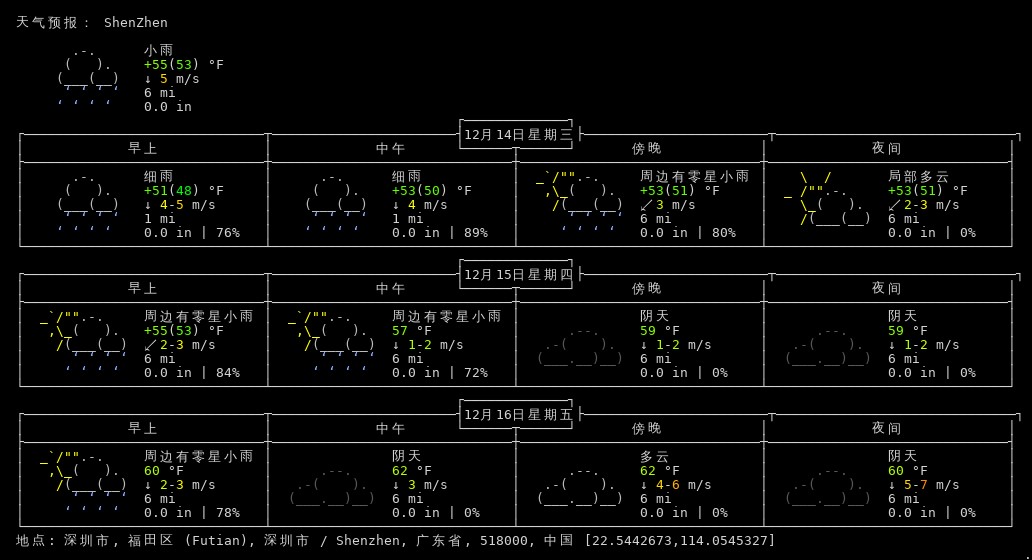 天气预报： ShenZhen
小雨
+55(53) °F
↓ 5 m/s
6 mi
0.0 in
12月14日星期三
早上 中午 傍晚 夜间
细雨 细雨 周边有零星小雨 局部多云
+51(48) °F +53(50) °F +53(51) °F +53(51) °F
↓ 4-5 m/s ↓ 4 m/s ↙ 3 m/s ↙ 2-3 m/s
1 mi 1 mi 6 mi 6 mi
0.0 in | 76% 0.0 in | 89% 0.0 in | 80% 0.0 in | 0%
12月15日星期四
早上 中午 傍晚 夜间
周边有零星小雨 周边有零星小雨 阴天 阴天
+55(53) °F 57 °F 59 °F 59 °F
↙ 2-3 m/s ↓ 1-2 m/s ↓ 1-2 m/s ↓ 1-2 m/s
6 mi 6 mi 6 mi 6 mi
0.0 in | 84% 0.0 in | 72% 0.0 in | 0% 0.0 in | 0%
12月16日星期五
早上 中午 傍晚 夜间
周边有零星小雨 阴天 多云 阴天
60 °F 62 °F 62 °F 60 °F
↓ 2-3 m/s ↓ 3 m/s ↓ 4-6 m/s ↓ 5-7 m/s
6 mi 6 mi 6 mi 6 mi
0.0 in | 78% 0.0 in | 0% 0.0 in | 0% 0.0 in | 0%
地点: 深圳市, 福田区 (Futian), 深圳市 / Shenzhen, 广东省, 518000, 中国 [22.5442673,114.0545327]